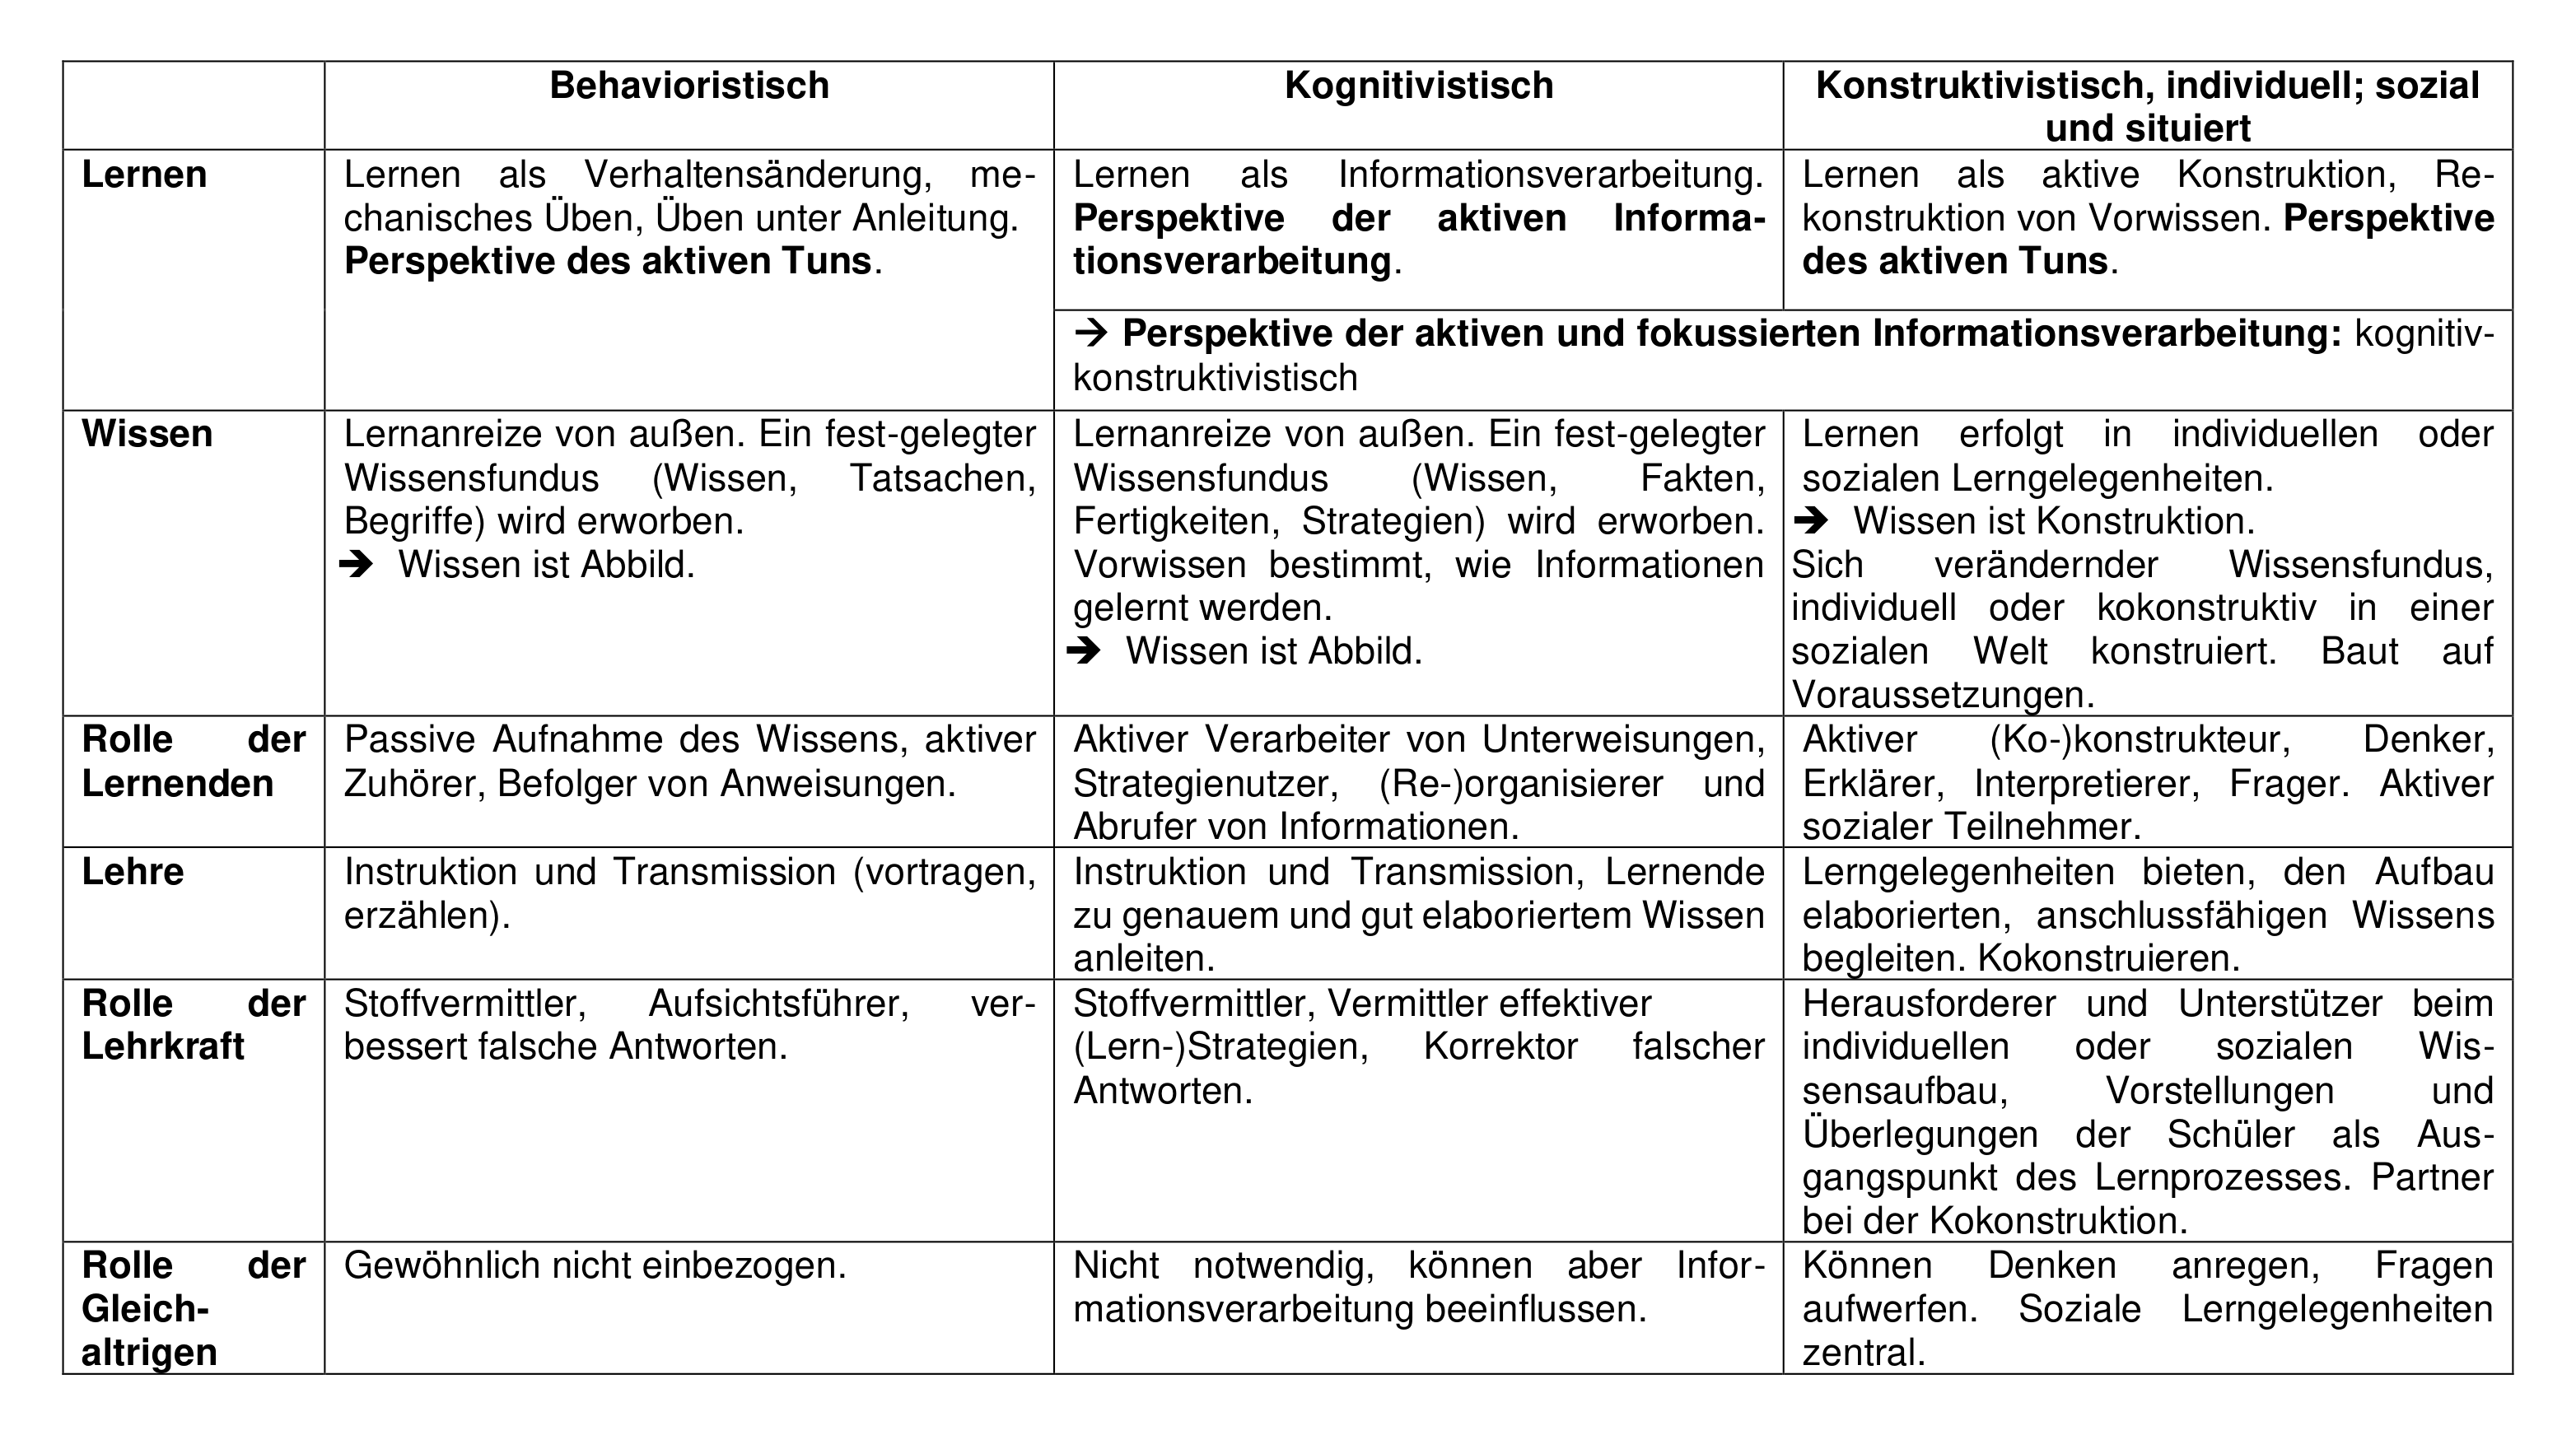 Behavioristisch
Kognitivistisch
Konstruktivistisch, individuell; sozial
und situiert
Lernen
Lernen als Verhaltensänderung, me-
chanisches Üben, Üben unter Anleitung.
Perspektive des aktiven Tuns.
Lernen als Informationsverarbeitung.
Perspektive der aktiven Informa-
tionsverarbeitung.
Lernen als aktive Konstruktion, Re-
konstruktion von Vorwissen. Perspektive
des aktiven Tuns.
→ Perspektive der aktiven und fokussierten Informationsverarbeitung: kognitiv-
konstruktivistisch
Wissen
Lernanreize von außen. Ein fest-gelegter
Wissensfundus (Wissen, Tatsachen,
Begriffe) wird erworben.
➔ Wissen ist Abbild.
Lernanreize von außen. Ein fest-gelegter
Wissensfundus (Wissen, Fakten,
Fertigkeiten, Strategien) wird erworben.
Vorwissen bestimmt, wie Informationen
gelernt werden.
➔ Wissen ist Abbild.
Lernen erfolgt in individuellen oder
sozialen Lerngelegenheiten.
➔ Wissen ist Konstruktion.
Sich verändernder Wissensfundus,
individuell oder kokonstruktiv in einer
sozialen Welt konstruiert. Baut auf
Voraussetzungen.
Rolle der
Lernenden
Passive Aufnahme des Wissens, aktiver
Zuhörer, Befolger von Anweisungen.
Aktiver Verarbeiter von Unterweisungen,
Strategienutzer, (Re-)organisierer und
Abrufer von Informationen.
Aktiver (Ko-)konstrukteur, Denker,
Erklärer, Interpretierer, Frager. Aktiver
sozialer Teilnehmer.
Lehre
Instruktion und Transmission (vortragen,
erzählen).
Instruktion und Transmission, Lernende
zu genauem und gut elaboriertem Wissen
anleiten.
Lerngelegenheiten bieten, den Aufbau
elaborierten, anschlussfähigen Wissens
begleiten. Kokonstruieren.
Rolle der
Lehrkraft
Stoffvermittler, Aufsichtsführer, ver-
bessert falsche Antworten.
Stoffvermittler, Vermittler effektiver
(Lern-)Strategien, Korrektor falscher
Antworten.
Herausforderer und Unterstützer beim
individuellen oder sozialen Wis-
sensaufbau, Vorstellungen und
Überlegungen der Schüler als Aus-
gangspunkt des Lernprozesses. Partner
bei der Kokonstruktion.
Rolle der
Gleich-
altrigen
Gewöhnlich nicht einbezogen.
Nicht notwendig, können aber Infor-
mationsverarbeitung beeinflussen.
Können Denken anregen, Fragen
aufwerfen. Soziale Lerngelegenheiten
zentral.